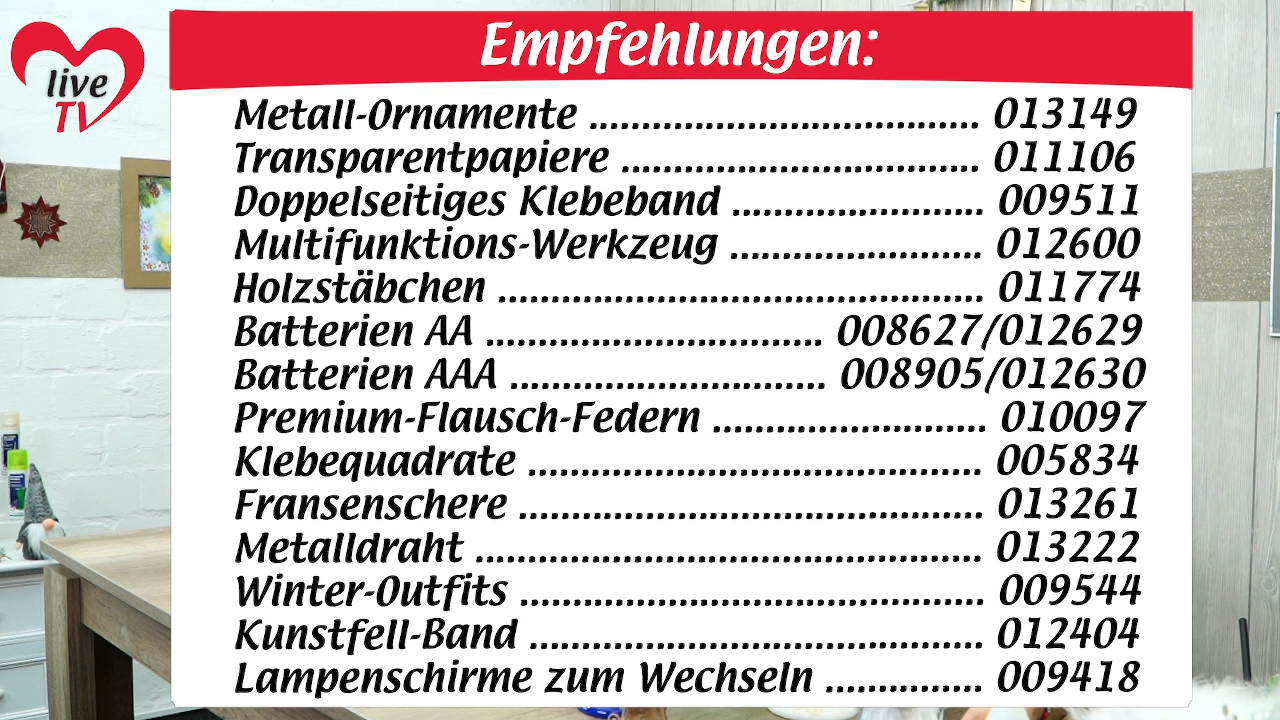 live
TV
Empfehlungen:
Metall-Ornamente ..................................... 013149
Transparentpapiere .................................. 011106
Doppelseitiges Klebeband ........................ 009511
Multifunktions-Werkzeug ........................ 012600
Holzstäbchen .............................................. 011774
Batterien AA ................................ 008627/012629
Batterien AAA .............................. 008905/012630
Premium-Flausch-Federn .......................... 010097
Klebequadrate ........................................... 005834
Fransenschere ............................................ 013261
Metalldraht ................................................ 013222
Winter-Outfits ............................................ 009544
Kunstfell-Band ........................................... 012404
Lampenschirme zum Wechseln ............... 009418